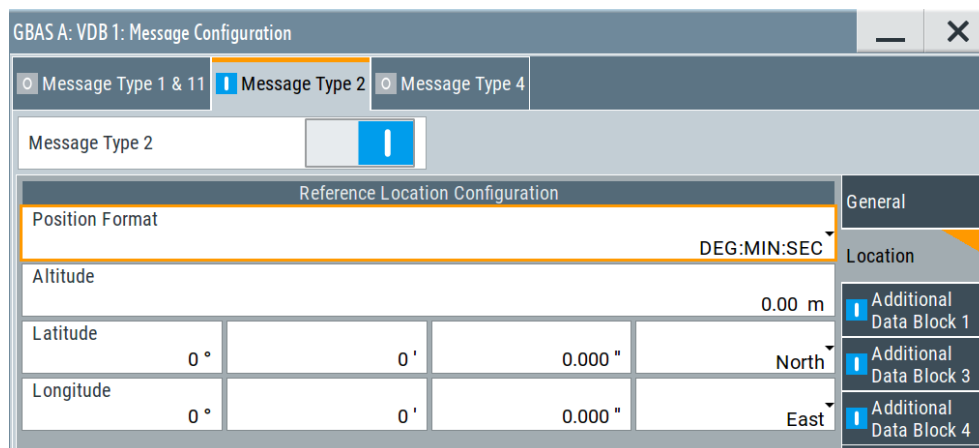 GBAS A: VDB 1: Message Configuration
Message Type 1 & 11 Message Type 2 Message Type 4
Message Type 2
Reference Location Configuration
Position Format
DEG:MIN:SEC
Altitude
0.00 m
Latitude
0 ° 0 ' 0.000 " North
Longitude
0 ° 0 ' 0.000 " East
General
Location
Additional
Data Block 1
Additional
Data Block 3
Additional
Data Block 4